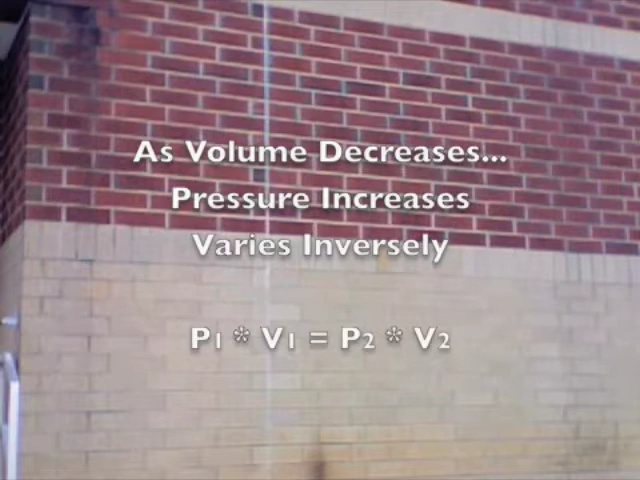 As Volume Decreases...
Pressure Increases
Varies Inversely
P1 * V1 = P2 * V2